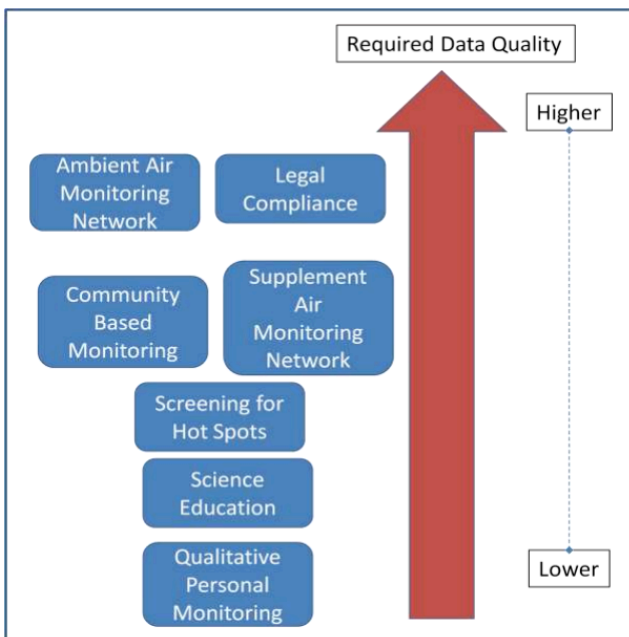 Required Data Quality
Higher
Ambient Air
Monitoring
Network
Legal
Compliance
Community
Based
Monitoring
Supplement
Air
Monitoring
Network
Screening for
Hot Spots
Science
Education
Qualitative
Personal
Monitoring
Lower